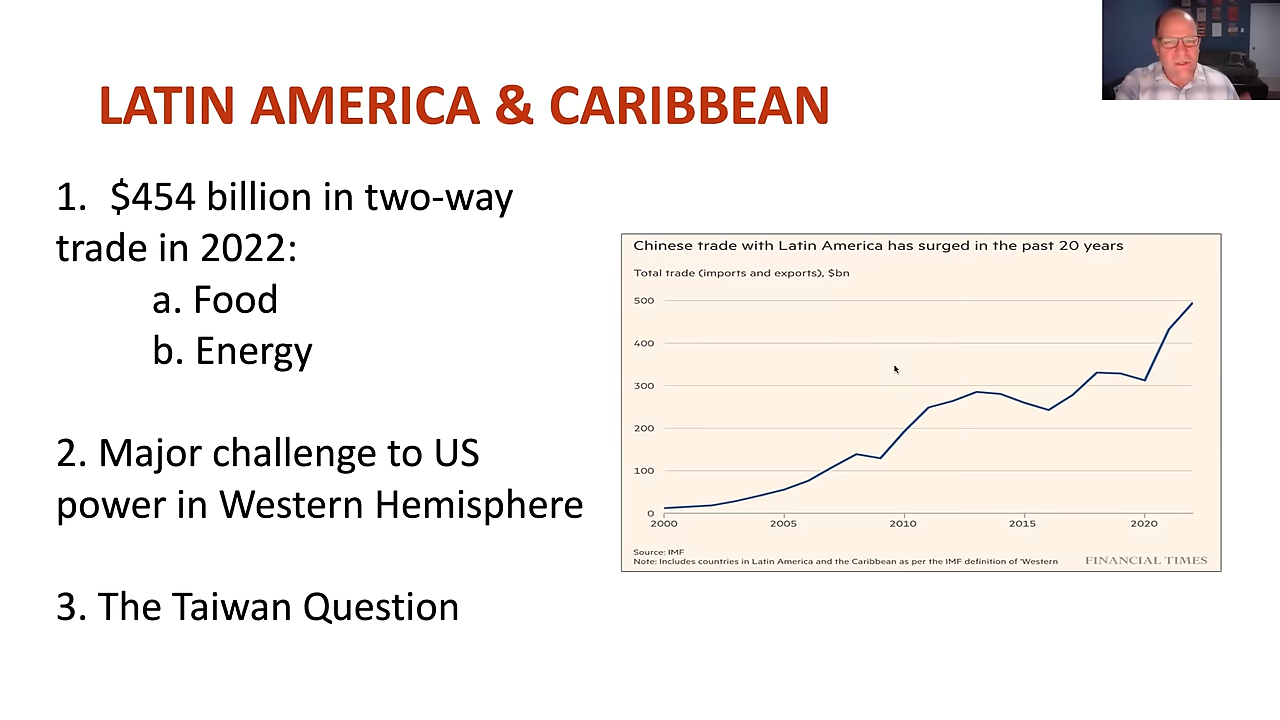 LATIN AMERICA & CARIBBEAN
1. $454 billion in two-way
trade in 2022:
a. Food
b. Energy
2. Major challenge to US
power in Western Hemisphere
3. The Taiwan Question
Chinese trade with Latin America has surged in the past 20 years
Total trade (imports and exports), $bn
500
400
300
200
100
0
2000 2005 2010 2015 2020
Source: IMF
Note: Includes countries in Latin America and the Caribbean as per the IMF definition of 'Western
FINANCIAL TIMES